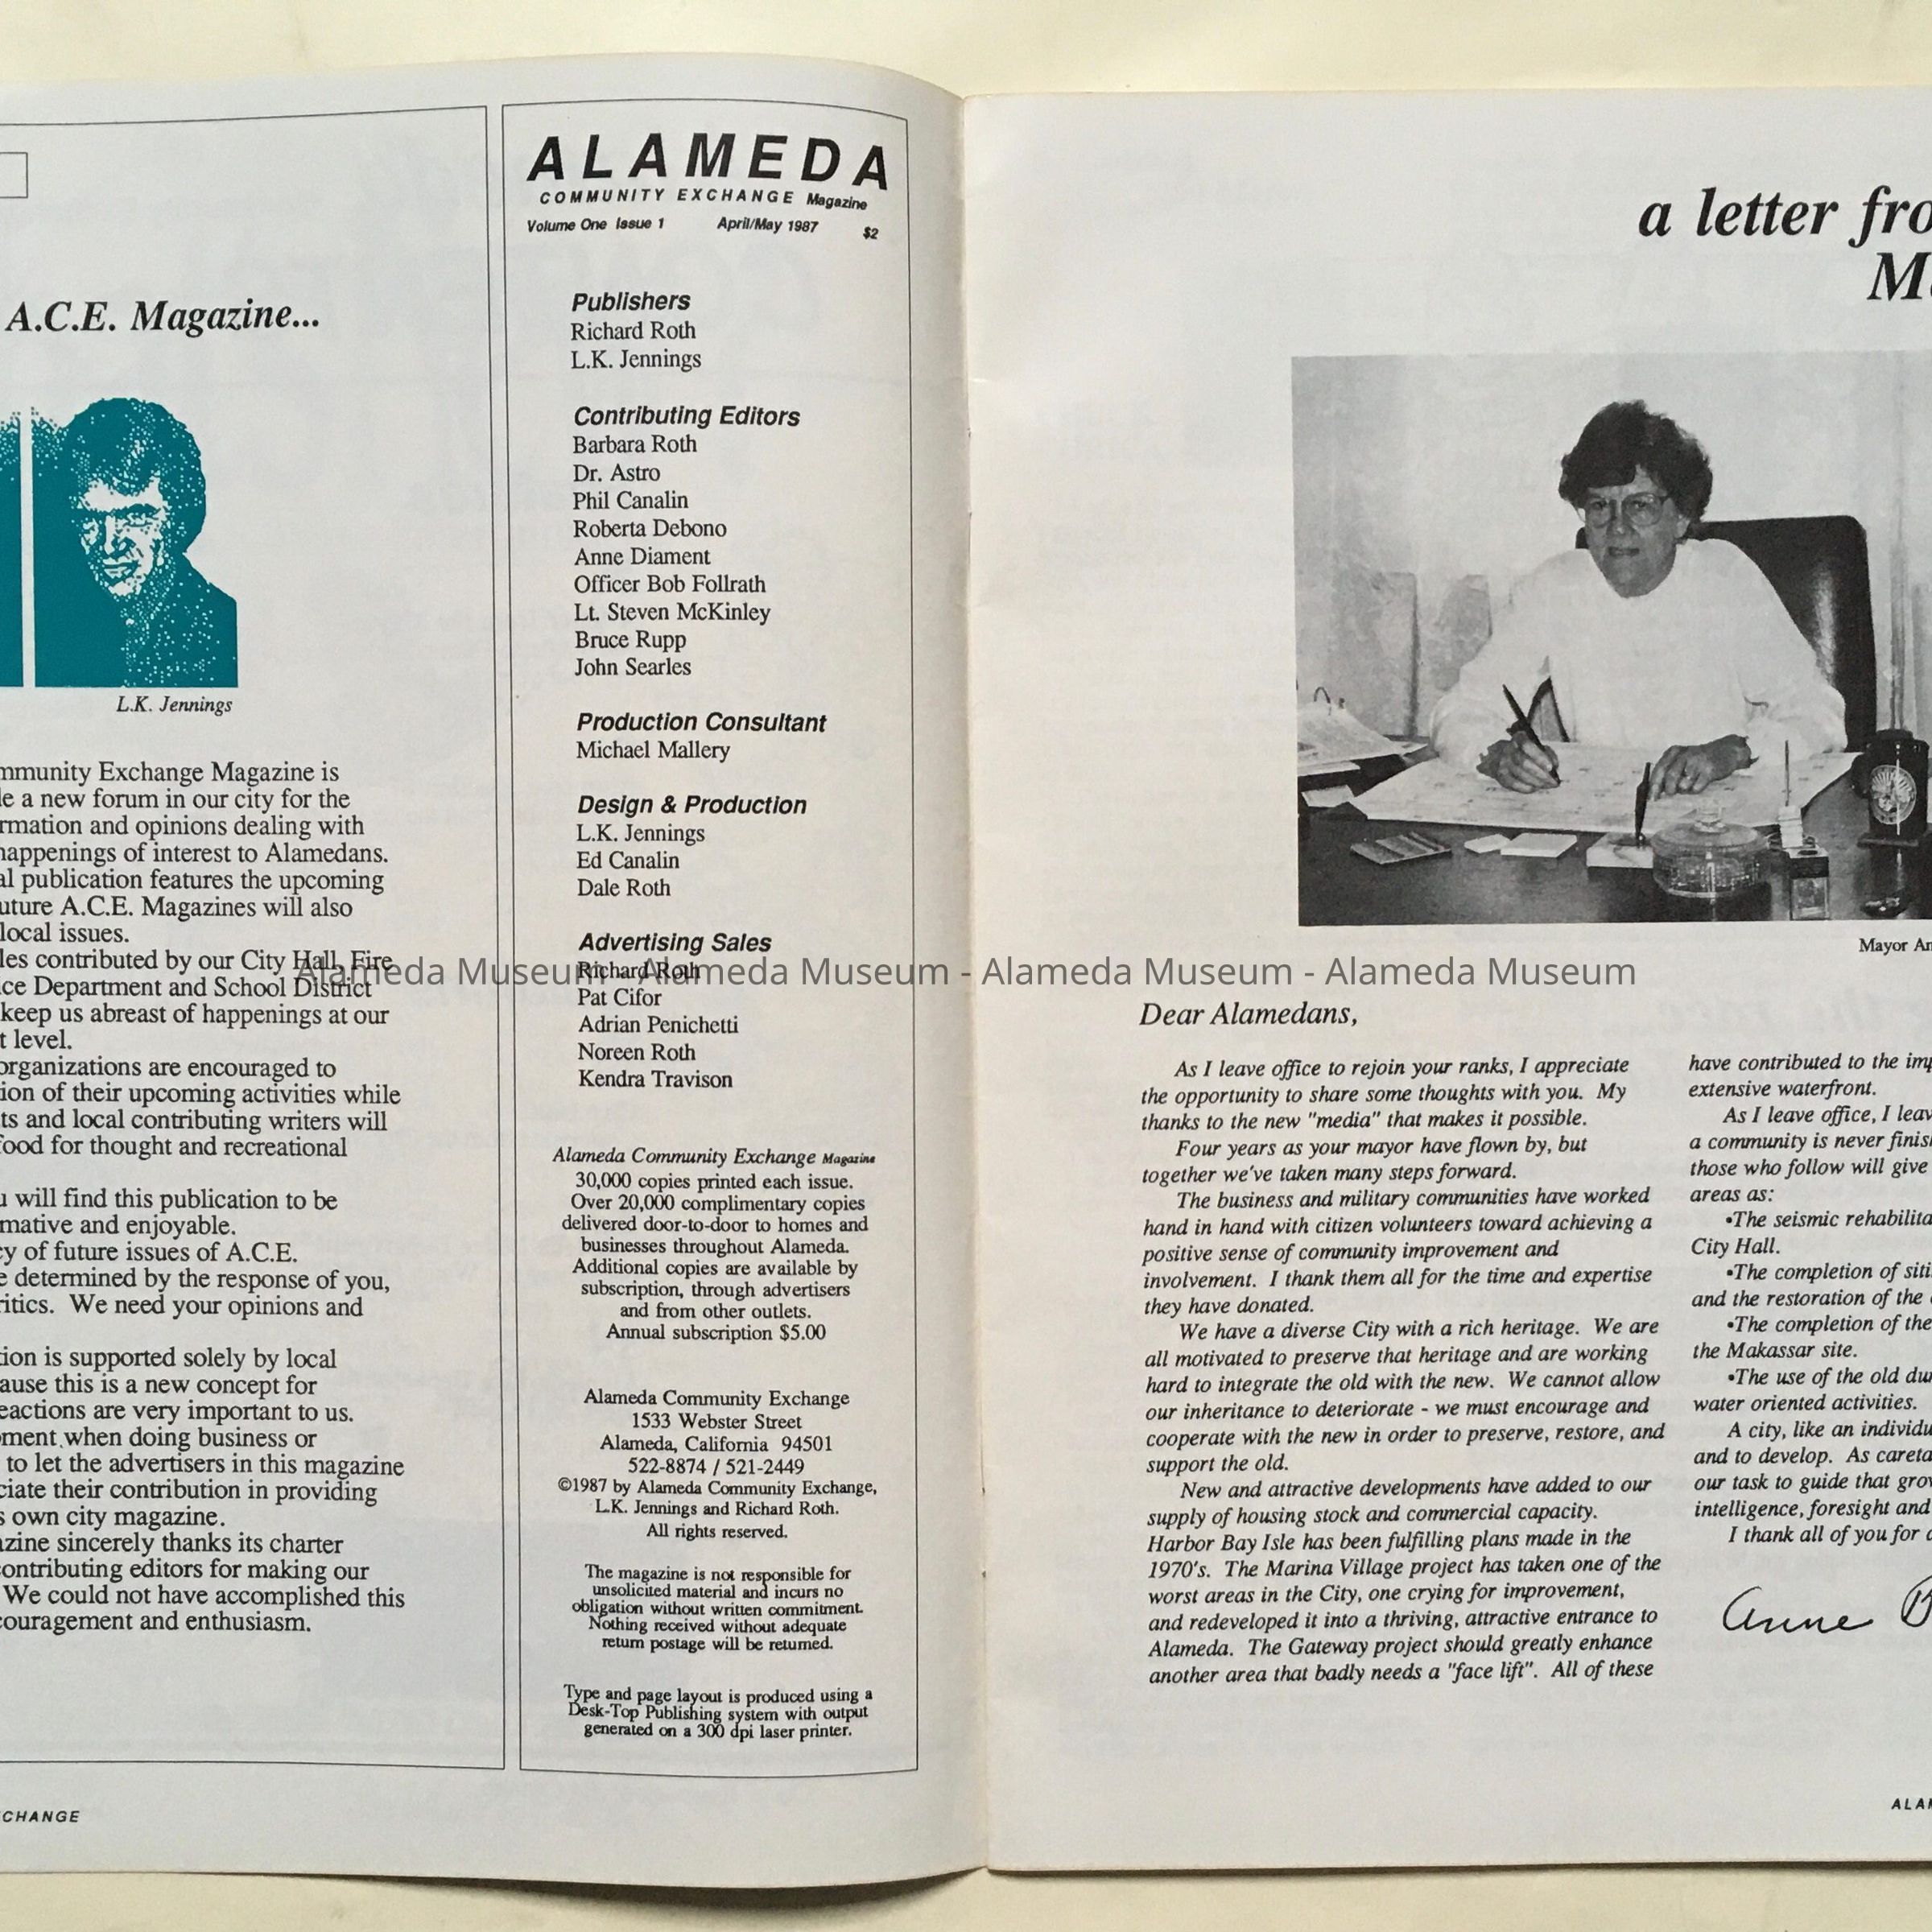 A.C.E. Magazine...
L.K. Jennings
Community Exchange Magazine is
a new forum in our city for the
and opinions dealing with
happenings of interest to Alamedans.
publication features the upcoming
A.C.E. Magazines will also
local issues.
contributed by our City Hall, Fire
Department and School District
keep us abreast of happenings at our
level.
organizations are encouraged to
of their upcoming activities while
and local contributing writers will
food for thought and recreational
will find this publication to be
and enjoyable.
of future issues of A.C.E.
determined by the response of you,
We need your opinions and
is supported solely by local
this is a new concept for
reactions are very important to us.
when doing business or
to let the advertisers in this magazine
their contribution in providing
own city magazine.
sincerely thanks its charter
contributing editors for making our
We could not have accomplished this
and enthusiasm.
CHANGE
ALAMEDA
COMMUNITY EXCHANGE Magazine
Volume One Issue 1 April/May 1987 $2
Publishers
Richard Roth
L.K. Jennings
Contributing Editors
Barbara Roth
Dr. Astro
Phil Canalin
Roberta Debono
Anne Diament
Officer Bob Follrath
Lt. Steven McKinley
Bruce Rupp
John Searles
Production Consultant
Michael Mallery
Design & Production
L.K. Jennings
Ed Canalin
Dale Roth
Advertising Sales
Richard Roth
Pat Cifor
Adrian Penichetti
Noreen Roth
Kendra Travison
Alameda Community Exchange Magazine
30,000 copies printed each issue.
Over 20,000 complimentary copies
delivered door-to-door to homes and
businesses throughout Alameda.
Additional copies are available by
subscription, through advertisers
and from other outlets.
Annual subscription $5.00
Alameda Community Exchange
1533 Webster Street
Alameda, California 94501
522-8874 / 521-2449
©1987 by Alameda Community Exchange,
L.K. Jennings and Richard Roth.
All rights reserved.
The magazine is not responsible for
unsolicited material and incurs no
obligation without written commitment.
Nothing received without adequate
return postage will be returned.
Type and page layout is produced using a
Desk-Top Publishing system with output
generated on a 300 dpi laser printer.
Alameda Museum - Alameda Museum - Alameda Museum - Alameda Museum
a letter
Mayor
Dear Alamedans,
As I leave office to rejoin your ranks, I appreciate
the opportunity to share some thoughts with you. My
thanks to the new "media" that makes it possible.
Four years as your mayor have flown by, but
together we've taken many steps forward.
The business and military communities have worked
hand in hand with citizen volunteers toward achieving a
positive sense of community improvement and
involvement. I thank them all for the time and expertise
they have donated.
We have a diverse City with a rich heritage. We are
all motivated to preserve that heritage and are working
hard to integrate the old with the new. We cannot allow
our inheritance to deteriorate - we must encourage and
cooperate with the new in order to preserve, restore, and
support the old.
New and attractive developments have added to our
supply of housing stock and commercial capacity.
Harbor Bay Isle has been fulfilling plans made in the
1970's. The Marina Village project has taken one of the
worst areas in the City, one crying for improvement,
and redeveloped it into a thriving, attractive entrance to
Alameda. The Gateway project should greatly enhance
another area that badly needs a "face lift". All of these
have contributed to the
extensive waterfront.
As I leave office, I
a community is never
those who follow will give
areas as:
•The seismic
City Hall.
•The completion of
and the restoration of the
•The completion of the
the Makassar site.
•The use of the old
water oriented activities.
A city, like an
and to develop. As
our task to guide that
intelligence, foresight and
I thank all of you for
Anne